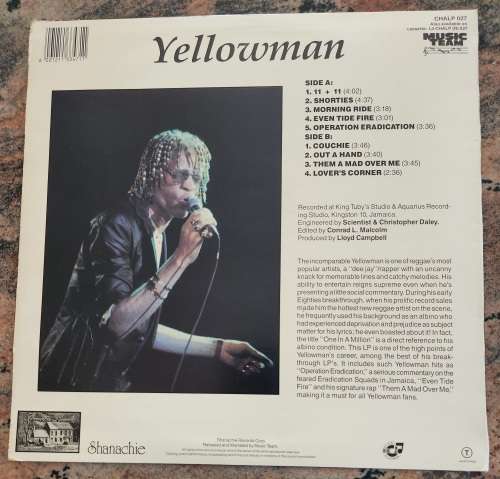 Yellowman
CHALP 022
Also available on
MUSIC
TEAM
SIDE A:
1. 11 + 11 (4:02)
2. SHORTIES (4:37)
3. MORNING RIDE (3:18)
4. EVEN TIDE FIRE (3:01)
5. OPERATION ERADICATION (3:36)
SIDE B:
1. COUCHIE (3:46)
2. OUT A HAND (3:40)
3. THEM A MAD OVER ME (3:45)
4. LOVER'S CORNER (2:36)
Recorded at King Tuby's Studio & Aquarius Record-
ing Studio, Kingston 10, Jamaica.
Engineered by Scientist & Christopher Daley.
Edited by Conrad L. Malcolm
Produced by Lloyd Campbell
The incomparable Yellowman is one of reggae's most
popular artists, a "dee jay"/rapper with an uncanny
knack for memorable lines and catchy melodies. His
ability to entertain reigns supreme even when he's
presenting a little social commentary. During his early
Eighties breakthrough, when his prolific record sales
made him the hottest new reggae artist on the scene,
he frequently used his background as an albino who
had experienced deprivation and prejudice as subject
matter for his lyrics; he even boasted about it! In fact,
the title "One In A Million" is a direct reference to his
albino condition. This LP is one of the high points of
Yellowman's career, among the best of his break-
through LP's. It includes such Yellowman hits as
"Operation Eradication," a serious commentary on the
feared Eradication Squads in Jamaica, "Even Tide
Fire" and his signature rap "Them A Mad Over Me,"
making it a must for all Yellowman fans.
Shanachie
T